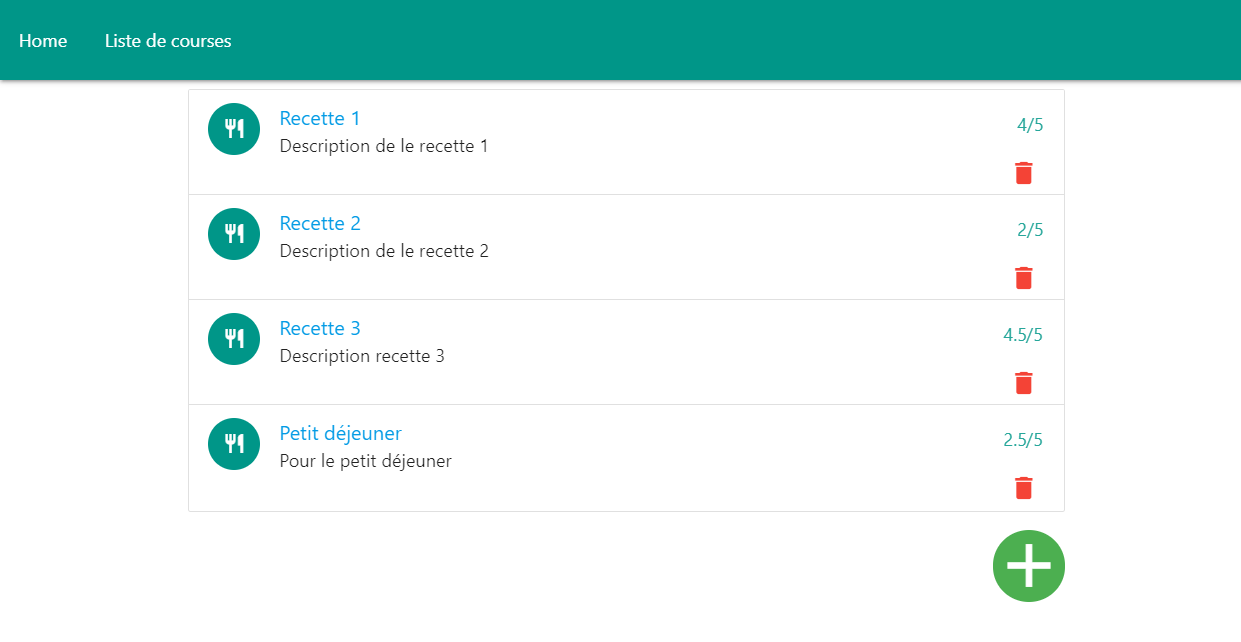 Home Liste de courses
Recette 1
4/5
Description de le recette 1
Recette 2
2/5
Description de le recette 2
Recette 3
4.5/5
Description recette 3
Petit déjeuner
2.5/5
Pour le petit déjeuner